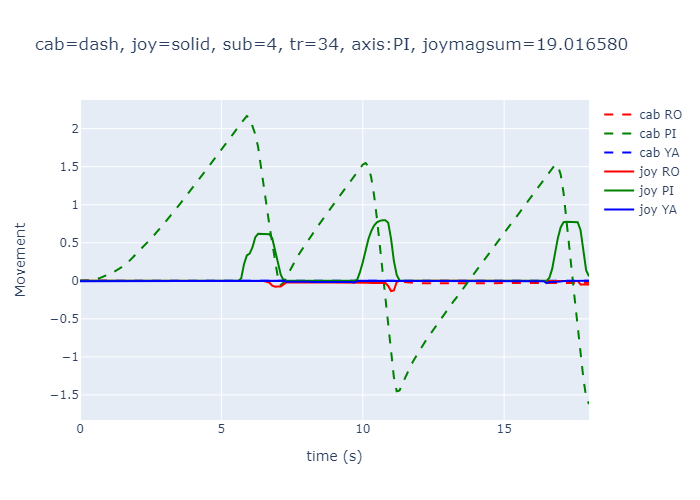 cab=dash, joy=solid, sub=4, tr=34, axis:PI, joymagsum=19.016580
cab RO
cab PI
cab YA
joy RO
joy PI
joy YA
Movement
2
1.5
1
0.5
0
−0.5
−1
−1.5
0
5
10
15
time (s)